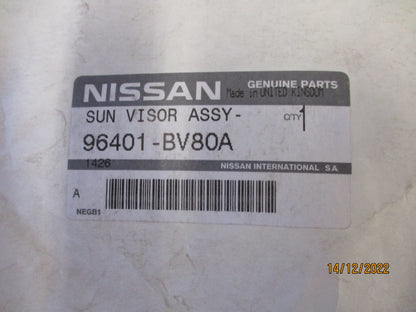 NISSAN GENUINE PARTS
Made in UNITED KINGDOM
SUN VISOR ASSY- QTY 1
96401-BV80A
1426
NISSAN INTERNATIONAL S.A.
A
NEGB1
14/12/2022